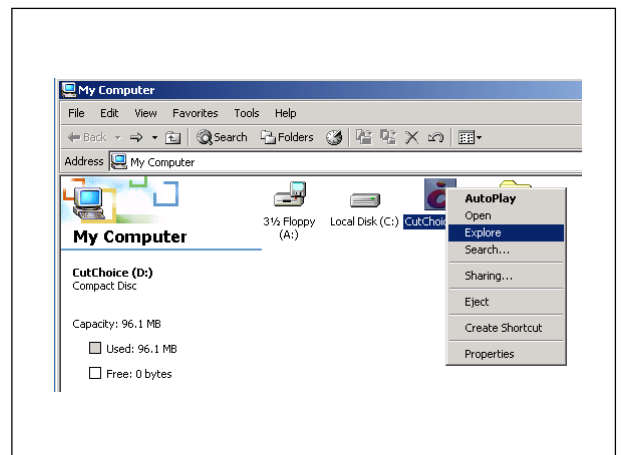 My Computer
File Edit View Favorites Tools Help
Back Search Folders
Address My Computer
My Computer
CutChoice (D:)
Compact Disc
Capacity: 96.1 MB
Used: 96.1 MB
Free: 0 bytes
3½ Floppy
(A:)
Local Disk (C:)
AutoPlay
Open
Explore
Search...
Sharing...
Eject
Create Shortcut
Properties